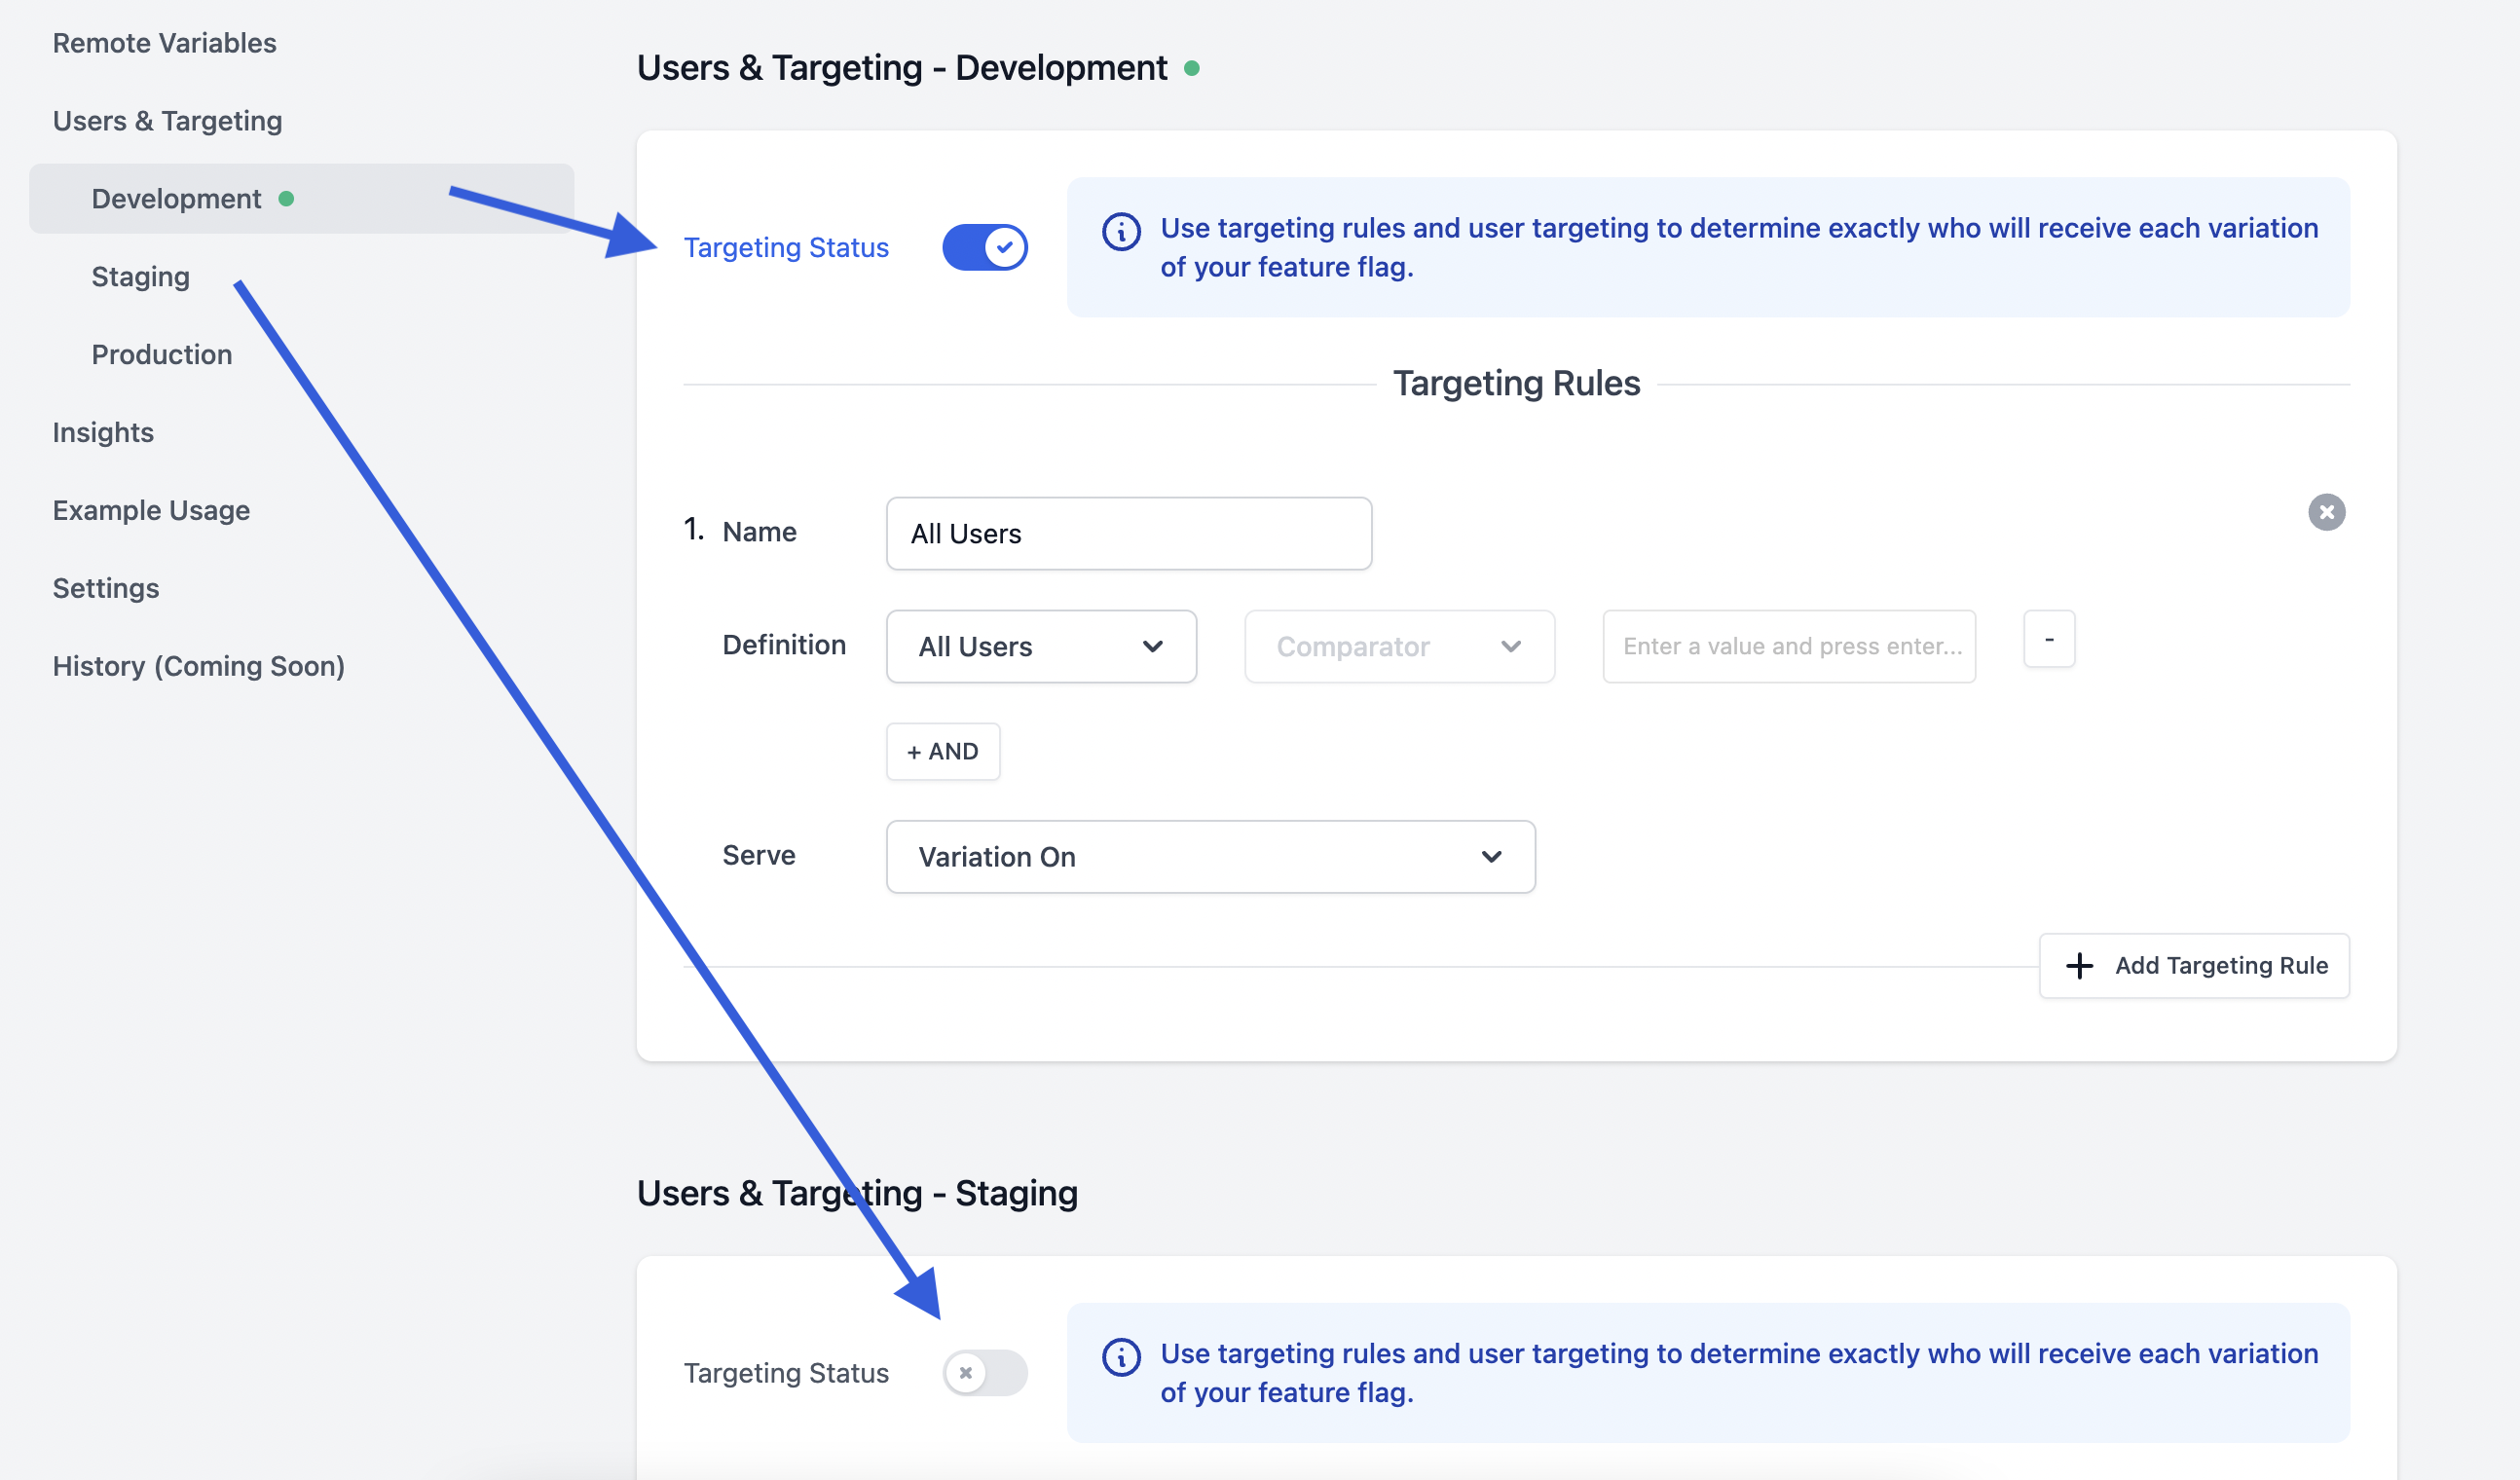 Remote Variables
Users & Targeting
Development
Staging
Production
Insights
Example Usage
Settings
History (Coming Soon)
Users & Targeting - Development
Targeting Status
Use targeting rules and user targeting to determine exactly who will receive each variation
of your feature flag.
Targeting Rules
1. Name
All Users
Definition
All Users
Comparator
Enter a value and press enter...
-
+ AND
Serve
Variation On
+ Add Targeting Rule
Users & Targeting - Staging
Targeting Status
Use targeting rules and user targeting to determine exactly who will receive each variation
of your feature flag.